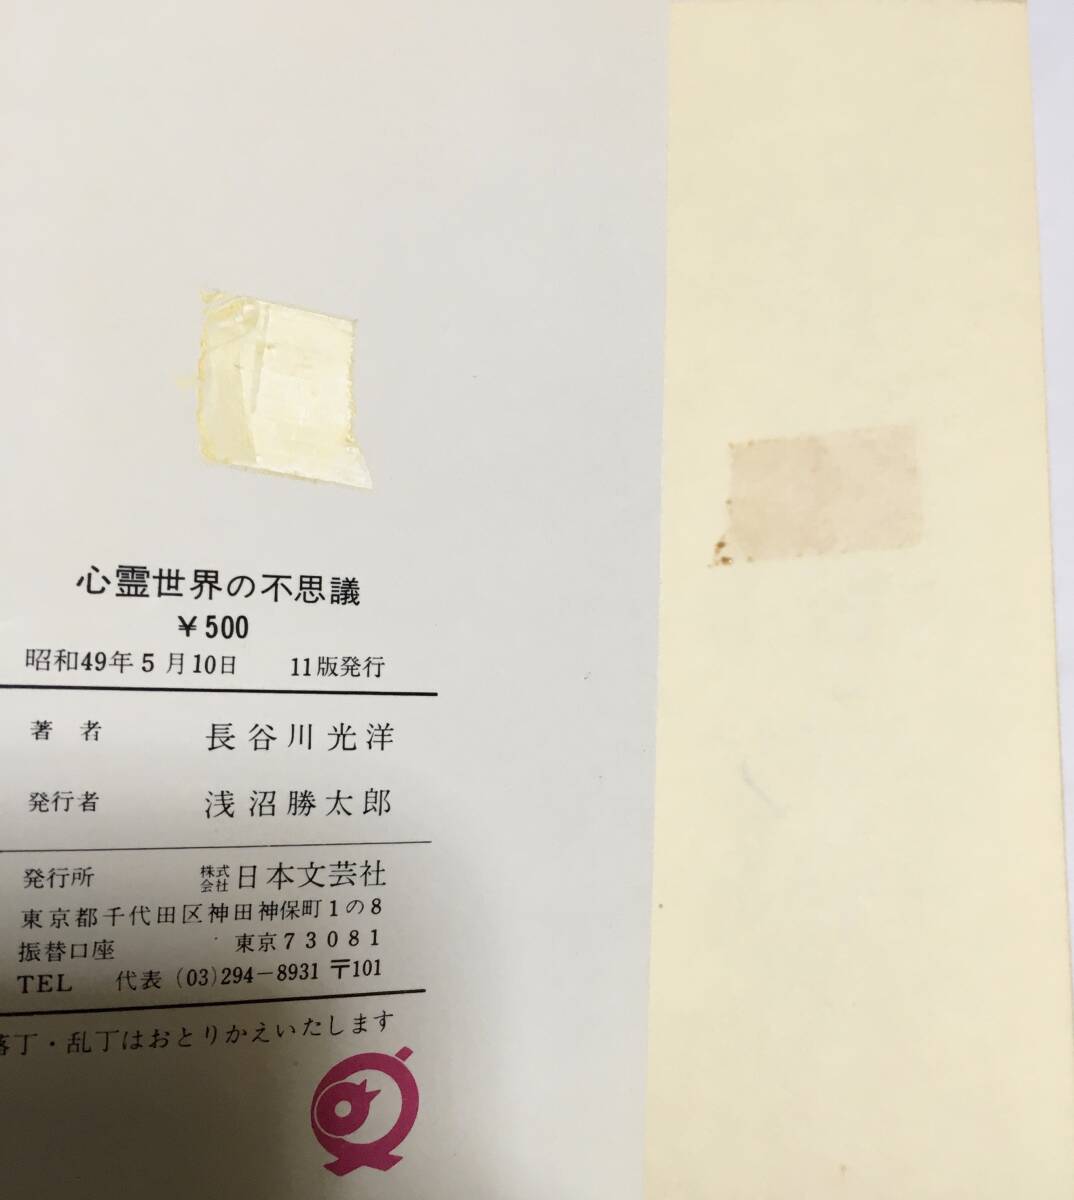 心霊世界の不思議
￥500
昭和49年5月10日 11版発行
著者 長谷川光洋
発行者 浅沼勝太郎
発行所 株式会社 日本文芸社
東京都千代田区神田神保町1の8
振替口座 東京73081
TEL 代表 (03)294-8931 〒101
落丁・乱丁はおとりかえいたします